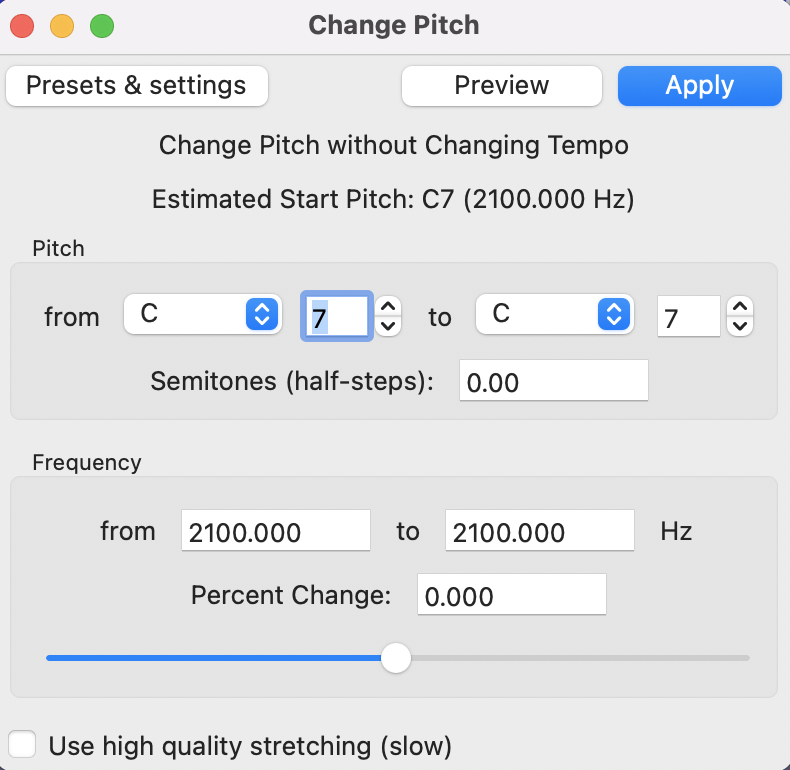 Change Pitch
Presets & settings Preview Apply
Change Pitch without Changing Tempo
Estimated Start Pitch: C7 (2100.000 Hz)
Pitch
from C 7 to C 7
Semitones (half-steps): 0.00
Frequency
from 2100.000 to 2100.000 Hz
Percent Change: 0.000
Use high quality stretching (slow)